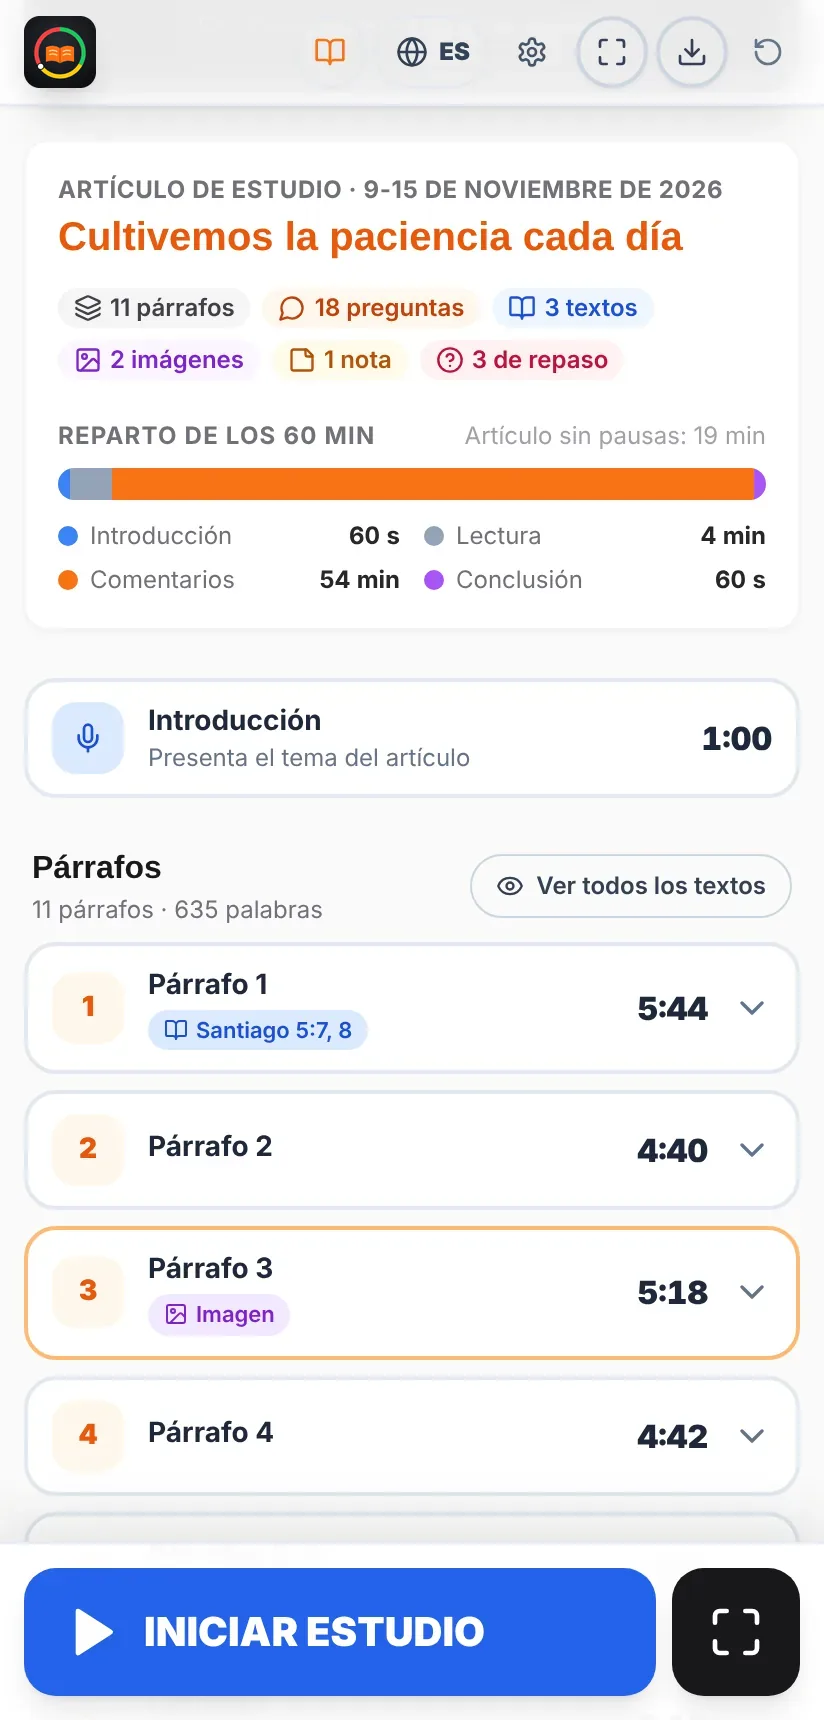 ES
ARTÍCULO DE ESTUDIO · 9-15 DE NOVIEMBRE DE 2026
Cultivemos la paciencia cada día
11 párrafos 18 preguntas 3 textos
2 imágenes 1 nota 3 de repaso
REPARTO DE LOS 60 MIN Artículo sin pausas: 19 min
Introducción 60 s Lectura 4 min
Comentarios 54 min Conclusión 60 s
Introducción
Presenta el tema del artículo
1:00
Párrafos
11 párrafos · 635 palabras
Ver todos los textos
1 Párrafo 1 5:44
Santiago 5:7, 8
2 Párrafo 2 4:40
3 Párrafo 3 5:18
Imagen
4 Párrafo 4 4:42
INICIAR ESTUDIO